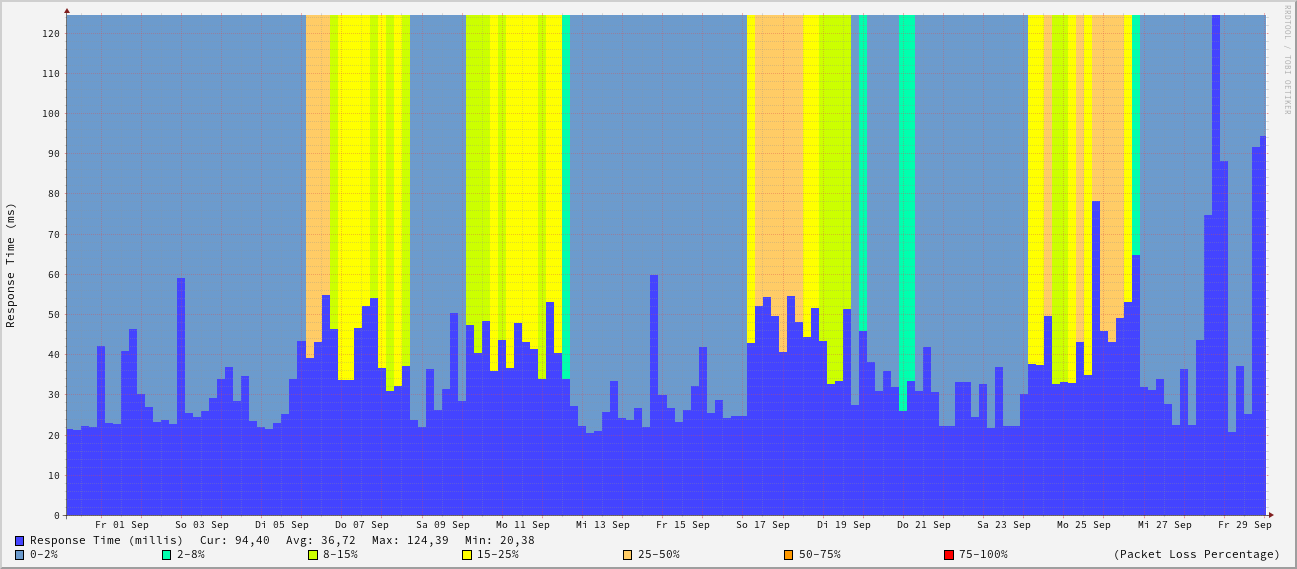 RRDTOOL / TOBI OETIKER
Response Time (ms)
120
110
100
90
80
70
60
50
40
30
20
10
0
Fr 01 Sep So 03 Sep Di 05 Sep Do 07 Sep Sa 09 Sep Mo 11 Sep Mi 13 Sep Fr 15 Sep So 17 Sep Di 19 Sep Do 21 Sep Sa 23 Sep Mo 25 Sep Mi 27 Sep Fr 29 Sep
Response Time (millis) Cur: 94,40 Avg: 36,72 Max: 124,39 Min: 20,38
0-2% 2-8% 8-15% 15-25% 25-50% 50-75% 75-100% (Packet Loss Percentage)